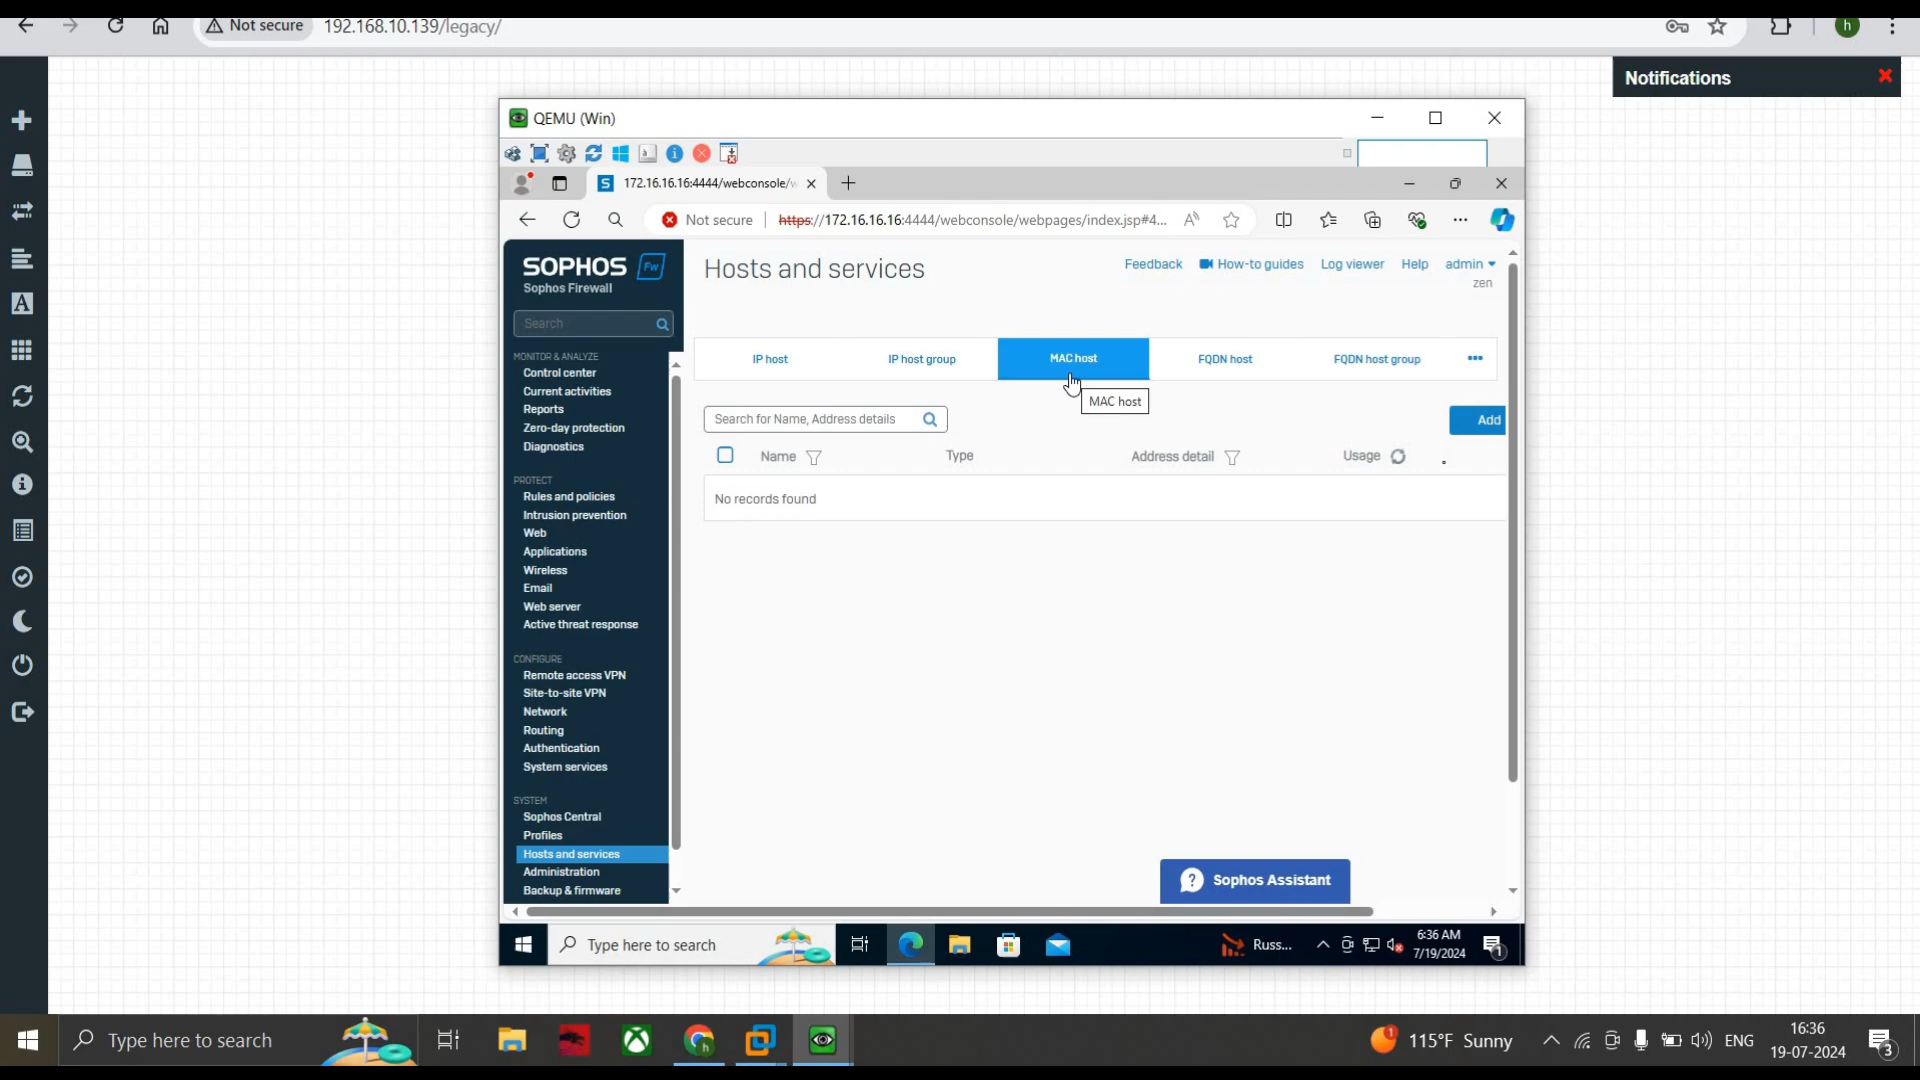 Not secure 192.168.10.139/legacy/ h
Notifications
QEMU (Win)
S 172.16.16.16:4444/webconsole/w
Not secure https://172.16.16.16:4444/webconsole/webpages/index.jsp#4...
SOPHOS Fw
Sophos Firewall
Hosts and services
Feedback How-to guides Log viewer Help admin
zen
Search
IP host IP host group MAC host FQDN host FQDN host group •••
MAC host
Search for Name, Address details Add
Name Type Address detail Usage
No records found
MONITOR & ANALYZE
Control center
Current activities
Reports
Zero-day protection
Diagnostics
PROTECT
Rules and policies
Intrusion prevention
Web
Applications
Wireless
Email
Web server
Active threat response
CONFIGURE
Remote access VPN
Site-to-site VPN
Network
Routing
Authentication
System services
SYSTEM
Sophos Central
Profiles
Hosts and services
Administration
Backup & firmware
? Sophos Assistant
Type here to search Russ... 6:36 AM
7/19/2024 1
Type here to search 1 115°F Sunny ENG 16:36
19-07-2024 3